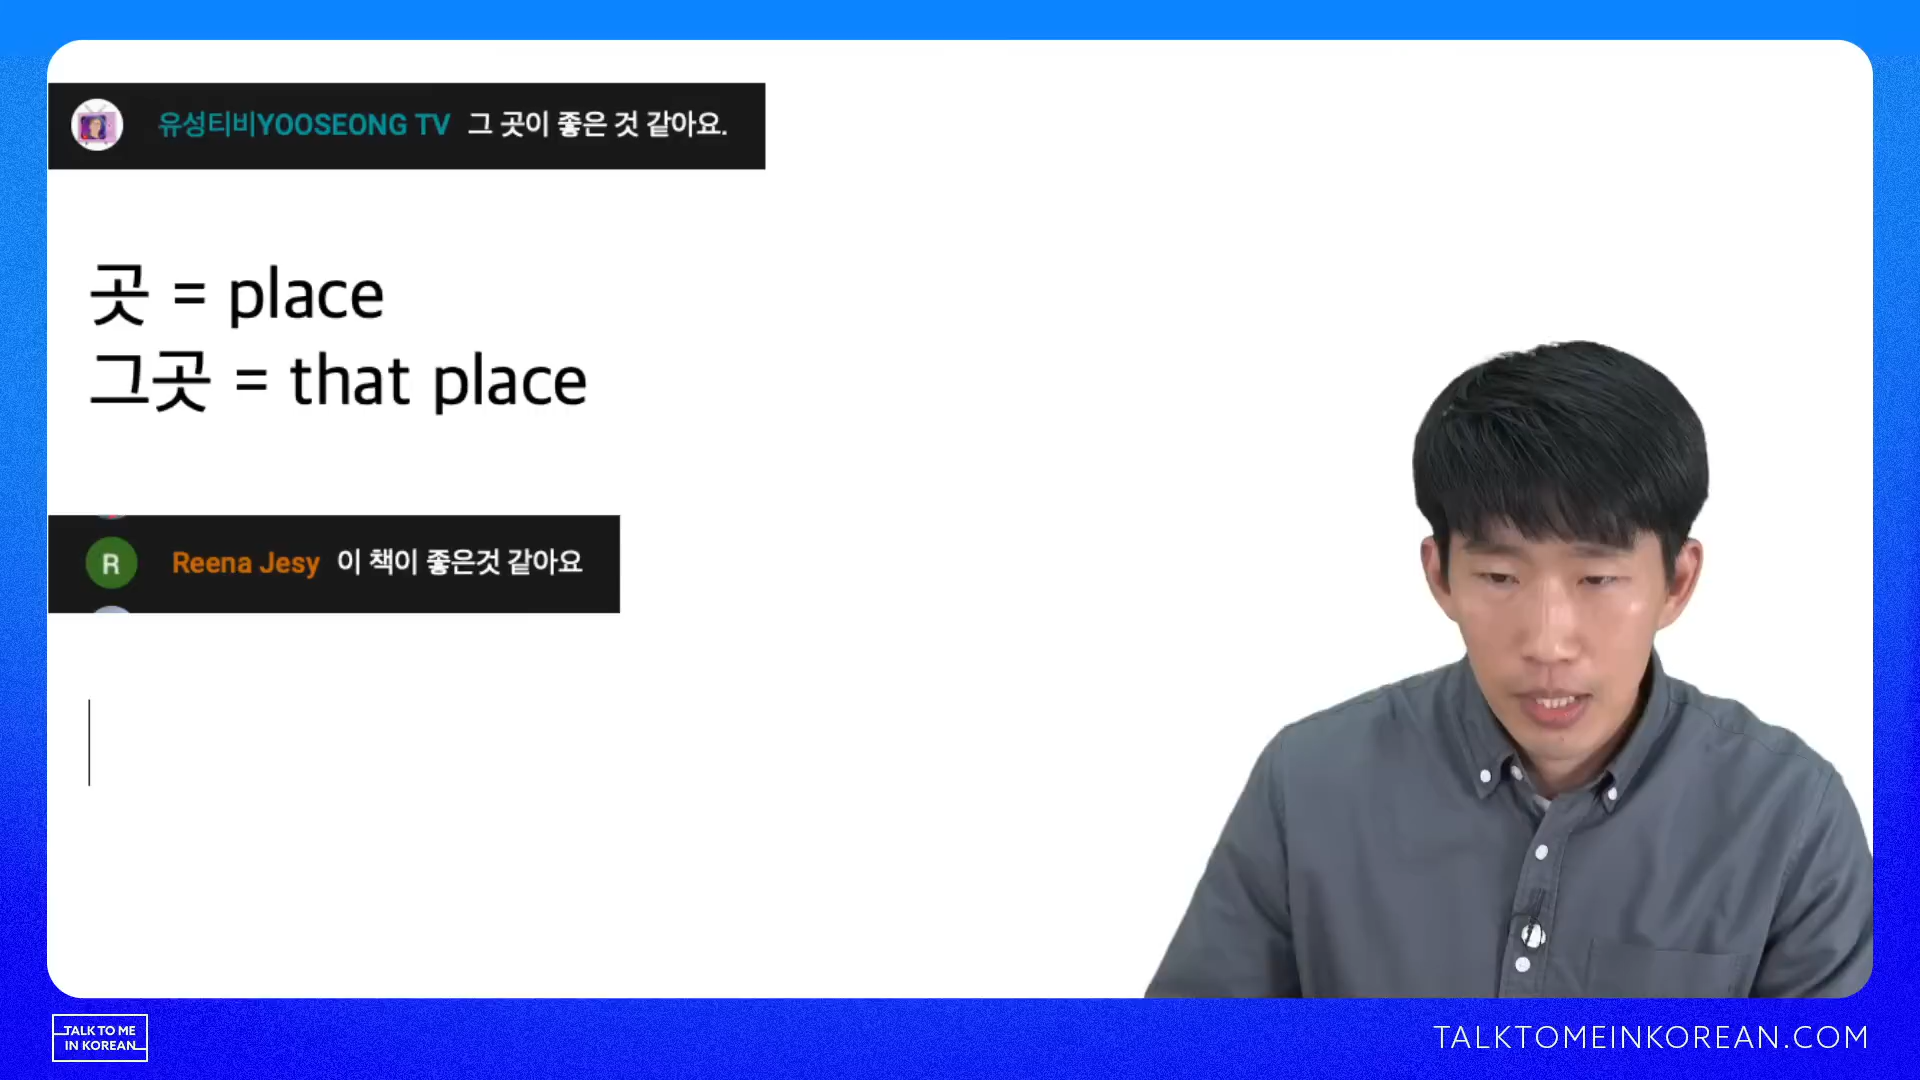 유성티비YOOSEONG TV 그 곳이 좋은 것 같아요.
곳 = place
그곳 = that place
R Reena Jesy 이 책이 좋은것 같아요
TALK TO ME
IN KOREAN
TALKTOMEINKOREAN.COM